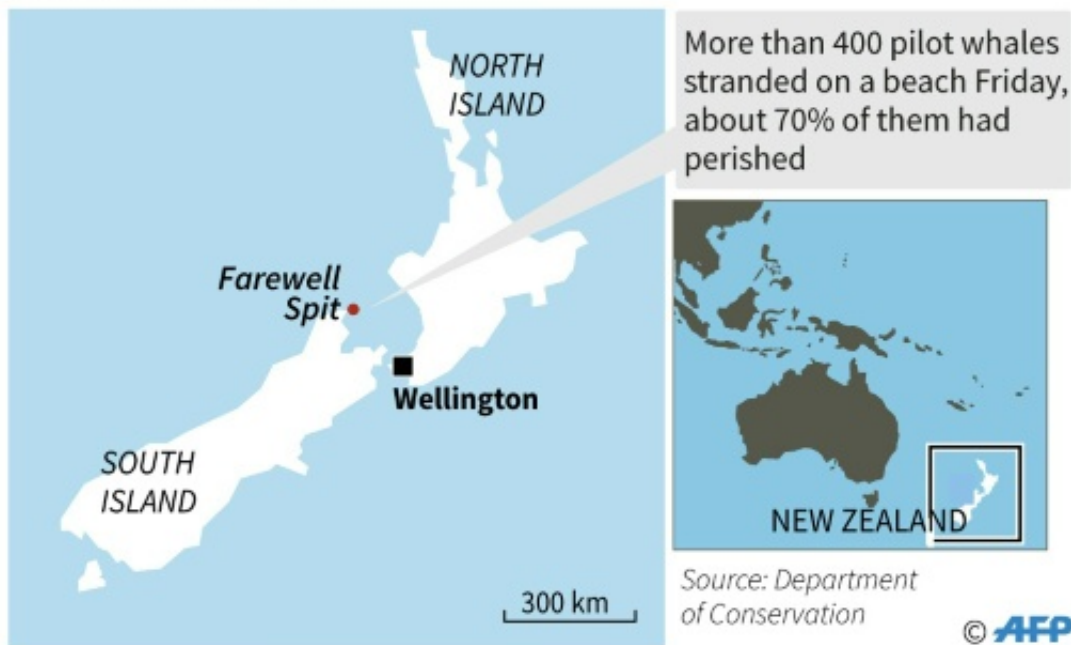 NORTH
ISLAND
More than 400 pilot whales
stranded on a beach Friday,
about 70% of them had
perished
Farewell
Spit
Wellington
SOUTH
ISLAND
300 km
NEW ZEALAND
Source: Department
of Conservation
© AFP